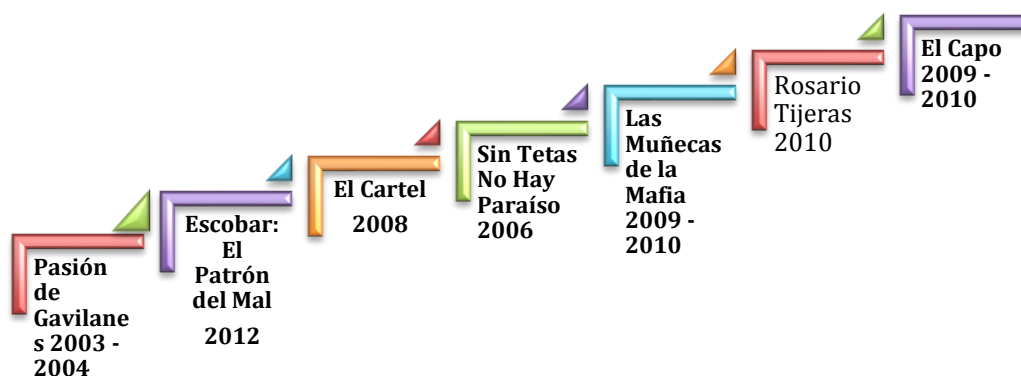 Pasión
de
Gavilane
s 2003 -
2004
Escobar:
El
Patrón
del Mal
2012
El Cartel
2008
Sin Tetas
No Hay
Paraíso
2006
Las
Muñecas
de la
Mafia
2009 -
2010
Rosario
Tijeras
2010
El Capo
2009 -
2010